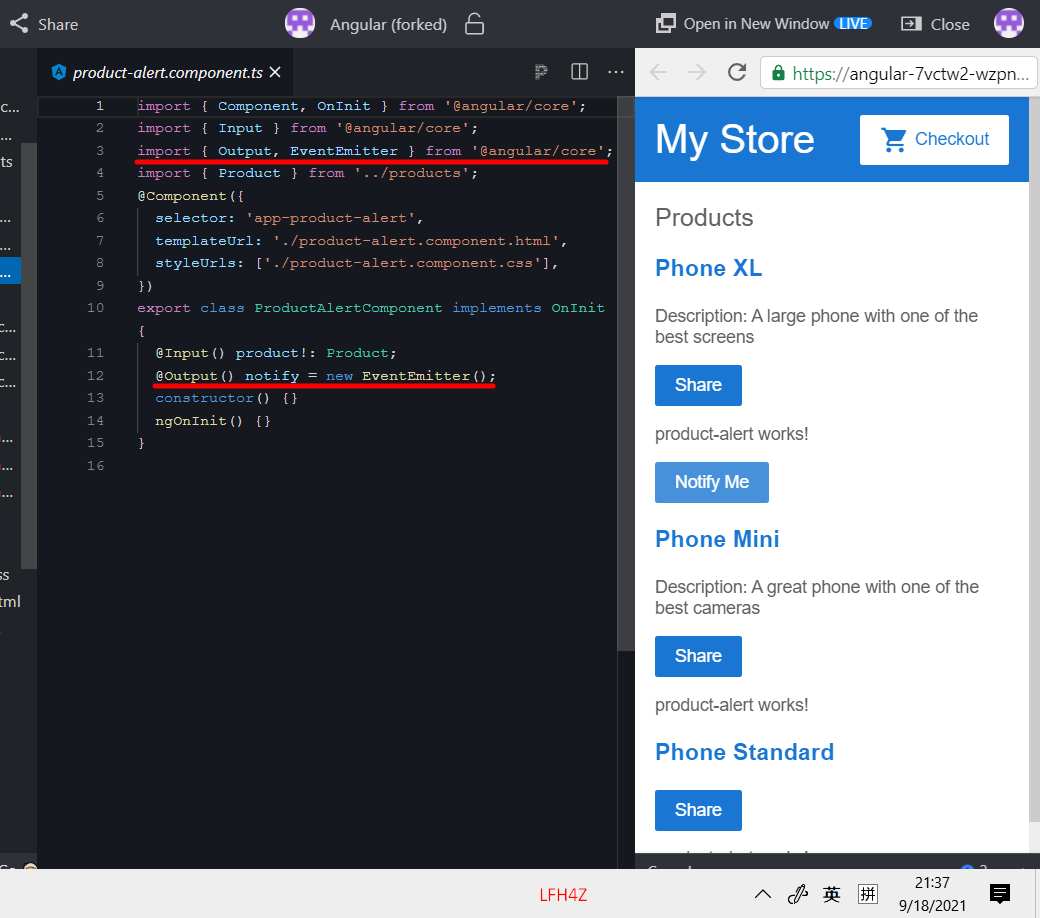 Share
Angular (forked)
Open in New Window LIVE
Close
product-alert.component.ts
https://angular-7vctw2-wzpn...
1 import { Component, OnInit } from '@angular/core';
2 import { Input } from '@angular/core';
3 import { Output, EventEmitter } from '@angular/core';
4 import { Product } from '../products';
5 @Component({
6 selector: 'app-product-alert',
7 templateUrl: './product-alert.component.html',
8 styleUrls: ['./product-alert.component.css'],
9 })
10 export class ProductAlertComponent implements OnInit
{
11 @Input() product!: Product;
12 @Output() notify = new EventEmitter();
13 constructor() {}
14 ngOnInit() {}
15 }
16
My Store
Checkout
Products
Phone XL
Description: A large phone with one of the
best screens
Share
product-alert works!
Notify Me
Phone Mini
Description: A great phone with one of the
best cameras
Share
product-alert works!
Phone Standard
Share
LFH4Z
英
拼
21:37
9/18/2021